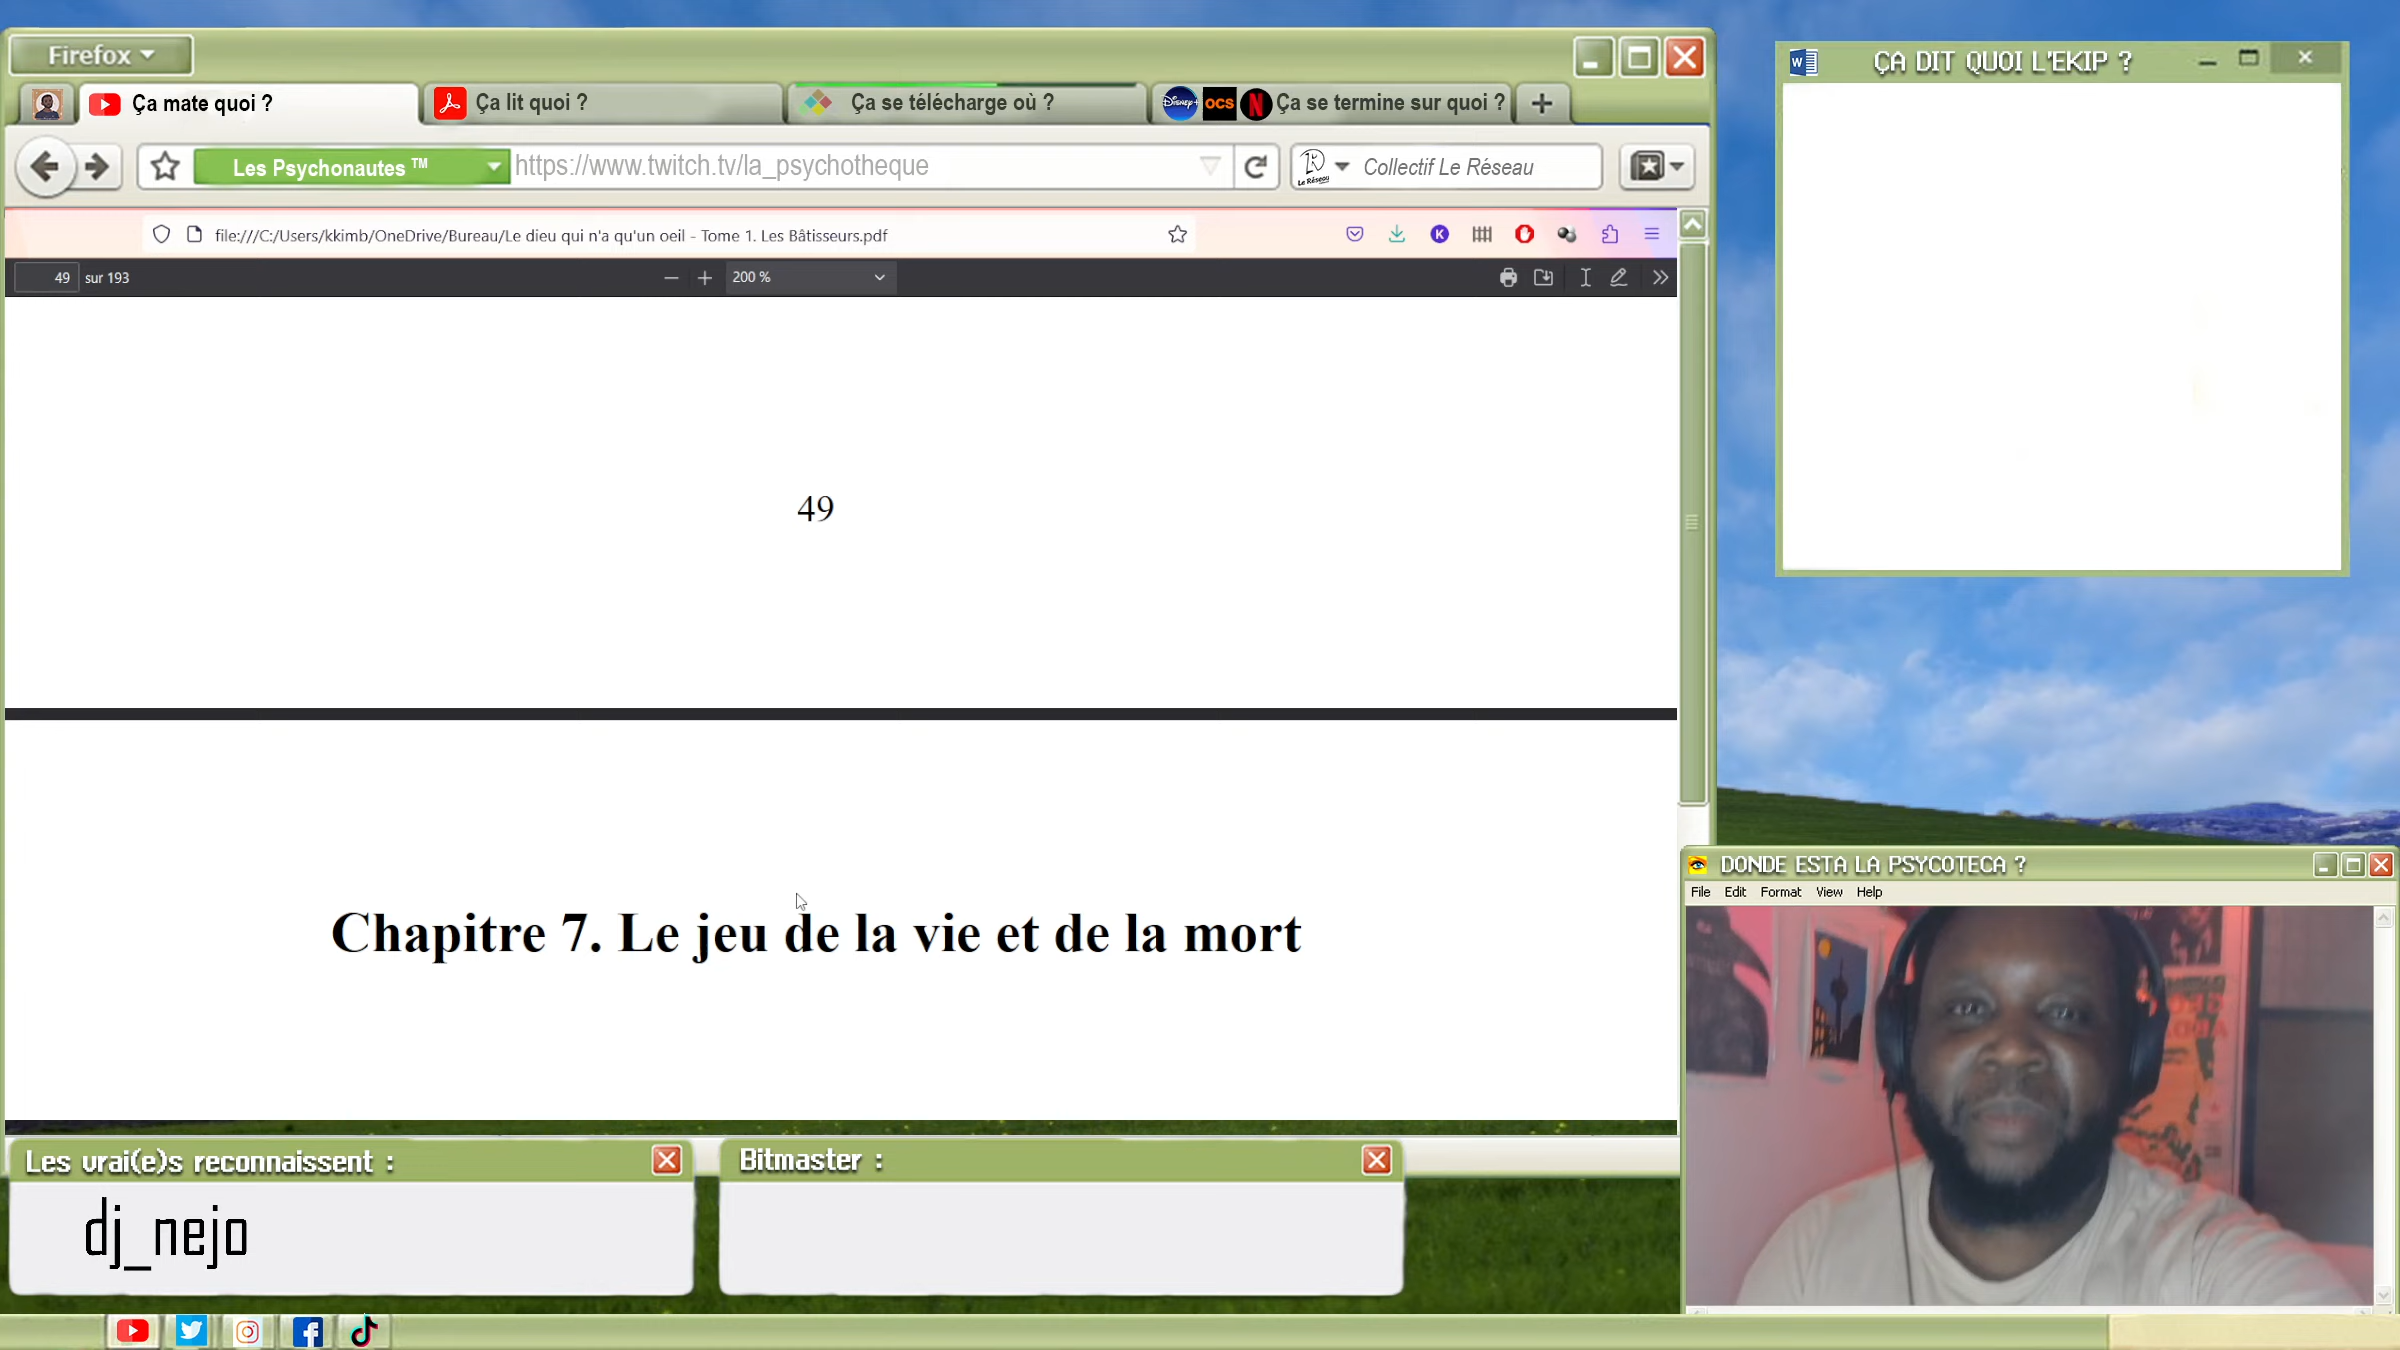 Firefox
Ça mate quoi ?
Ça lit quoi ?
Ça se télécharge où ?
DISNEY+ OCS N Ça se termine sur quoi ?
Les Psychonautes ™
https://www.twitch.tv/la_psychotheque
Le Réseau
Collectif Le Réseau
file:///C:/Users/kkimb/OneDrive/Bureau/Le dieu qui n'a qu'un oeil - Tome 1. Les Bâtisseurs.pdf
K
49 sur 193
200 %
49
Chapitre 7. Le jeu de la vie et de la mort
ÇA DIT QUOI L'EKIP ?
DONDE ESTA LA PSYCOTECA ?
File Edit Format View Help
Les vrai(e)s reconnaissent :
dj_nejo
Bitmaster :